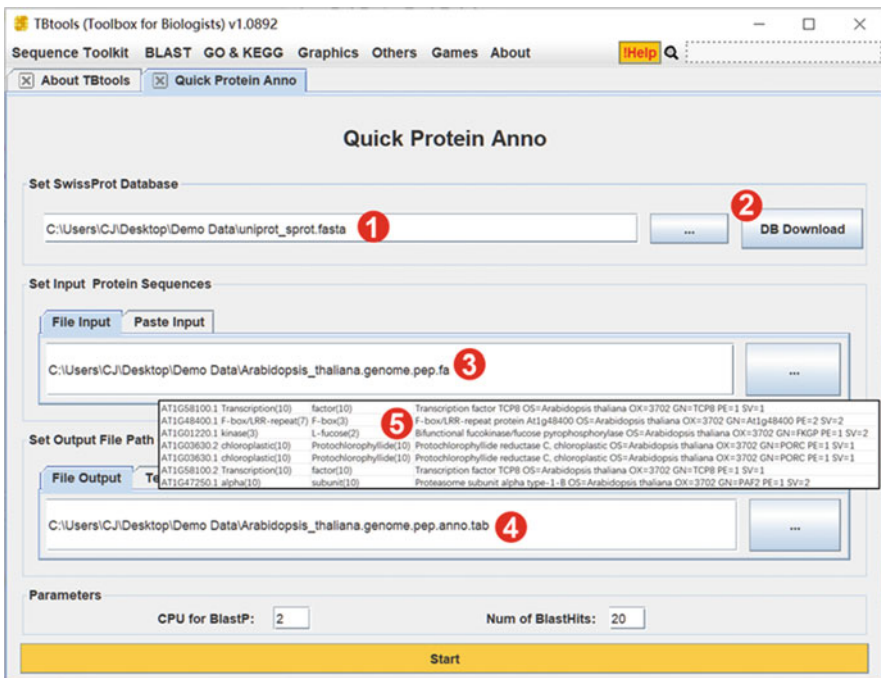 TBtools (Toolbox for Biologists) v1.0892
Sequence Toolkit BLAST GO & KEGG Graphics Others Games About !Help
About TBtools Quick Protein Anno
Quick Protein Anno
Set SwissProt Database
2
C:\Users\CJ\Desktop\Demo Data\uniprot_sprot.fasta 1 ... DB Download
Set Input Protein Sequences
File Input Paste Input
C:\Users\CJ\Desktop\Demo Data\Arabidopsis_thaliana.genome.pep.fa 3 ...
AT1G58100.1 Transcription(10) factor(10) Transcription factor TCP8 OS=Arabidopsis thaliana OX=3702 GN=TCP8 PE=1 SV=1
AT1G48400.1 F-box/LRR-repeat(7) F-box(3) 5 F-box/LRR-repeat protein At1g48400 OS=Arabidopsis thaliana OX=3702 GN=At1g48400 PE=2 SV=2
AT1G01220.1 kinase(3) L-fucose(2) Bifunctional fucokinase/fucose pyrophosphorylase OS=Arabidopsis thaliana OX=3702 GN=FKGP PE=1 SV=2
AT1G03630.2 chloroplastic(10) Protochlorophyllide(10) Protochlorophyllide reductase C, chloroplastic OS=Arabidopsis thaliana OX=3702 GN=PORC PE=1 SV=1
AT1G03630.1 chloroplastic(10) Protochlorophyllide(10) Protochlorophyllide reductase C, chloroplastic OS=Arabidopsis thaliana OX=3702 GN=PORC PE=1 SV=1
AT1G58100.2 Transcription(10) factor(10) Transcription factor TCP8 OS=Arabidopsis thaliana OX=3702 GN=TCP8 PE=1 SV=1
AT1G47250.1 alpha(10) subunit(10) Proteasome subunit alpha type-1-B OS=Arabidopsis thaliana OX=3702 GN=PAF2 PE=1 SV=2
Set Output File Path
File Output Te
C:\Users\CJ\Desktop\Demo Data\Arabidopsis_thaliana.genome.pep.anno.tab 4 ...
Parameters
CPU for BlastP: 2 Num of BlastHits: 20
Start